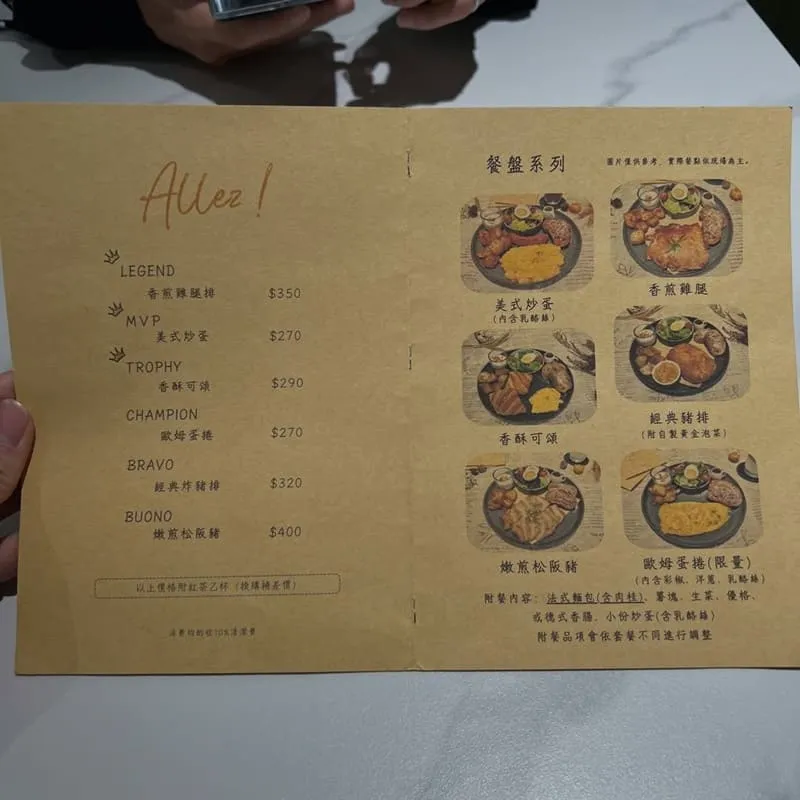 Allez!
LEGEND
香煎雞腿排 $350
MVP
美式炒蛋 $270
TROPHY
香酥可頌 $290
CHAMPION
歐姆蛋捲 $270
BRAVO
經典炸豬排 $320
BUONO
嫩煎松阪豬 $400
以上價格附紅茶乙杯 (換購補差價)
餐盤系列
圖片僅供參考，實際餐點依現場為主。
美式炒蛋
(內含乳酪絲)
香煎雞腿
香酥可頌
經典豬排
(附自製黃金泡菜)
嫩煎松阪豬
歐姆蛋捲(限量)
(內含彩椒、洋蔥、乳酪絲)
附餐內容: 法式麵包(含肉桂)、薯塊、生菜、優格、
或德式香腸、小份炒蛋(含乳酪絲)
附餐品項會依套餐不同進行調整